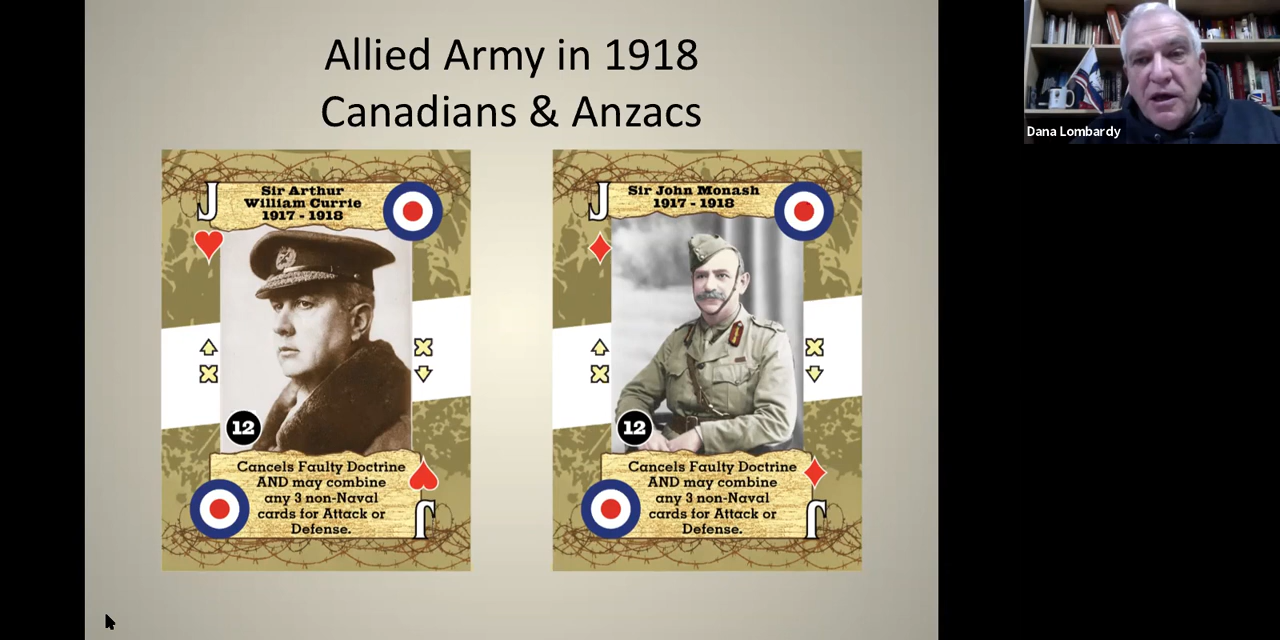 Allied Army in 1918
Canadians & Anzacs
J
Sir Arthur
William Currie
1917 - 1918
12
Cancels Faulty Doctrine
AND may combine
any 3 non-Naval
cards for Attack or
Defense.
J
J
Sir John Monash
1917 - 1918
12
Cancels Faulty Doctrine
AND may combine
any 3 non-Naval
cards for Attack or
Defense.
J
Dana Lombardy